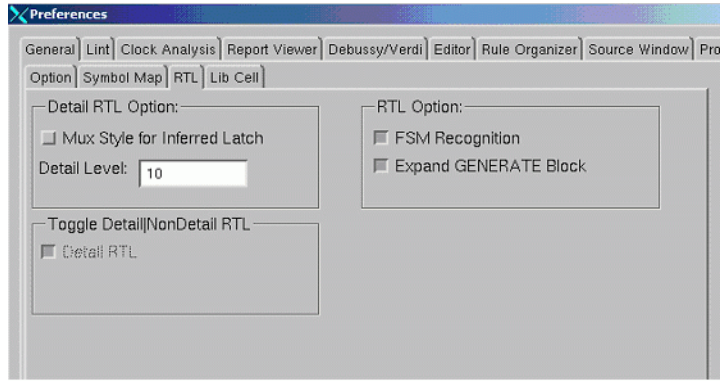 Preferences
General Lint Clock Analysis Report Viewer Debussy/Verdi Editor Rule Organizer Source Window Pro
Option Symbol Map RTL Lib Cell
Detail RTL Option:
Mux Style for Inferred Latch
Detail Level: 10
RTL Option:
FSM Recognition
Expand GENERATE Block
Toggle Detail|NonDetail RTL
Detail RTL